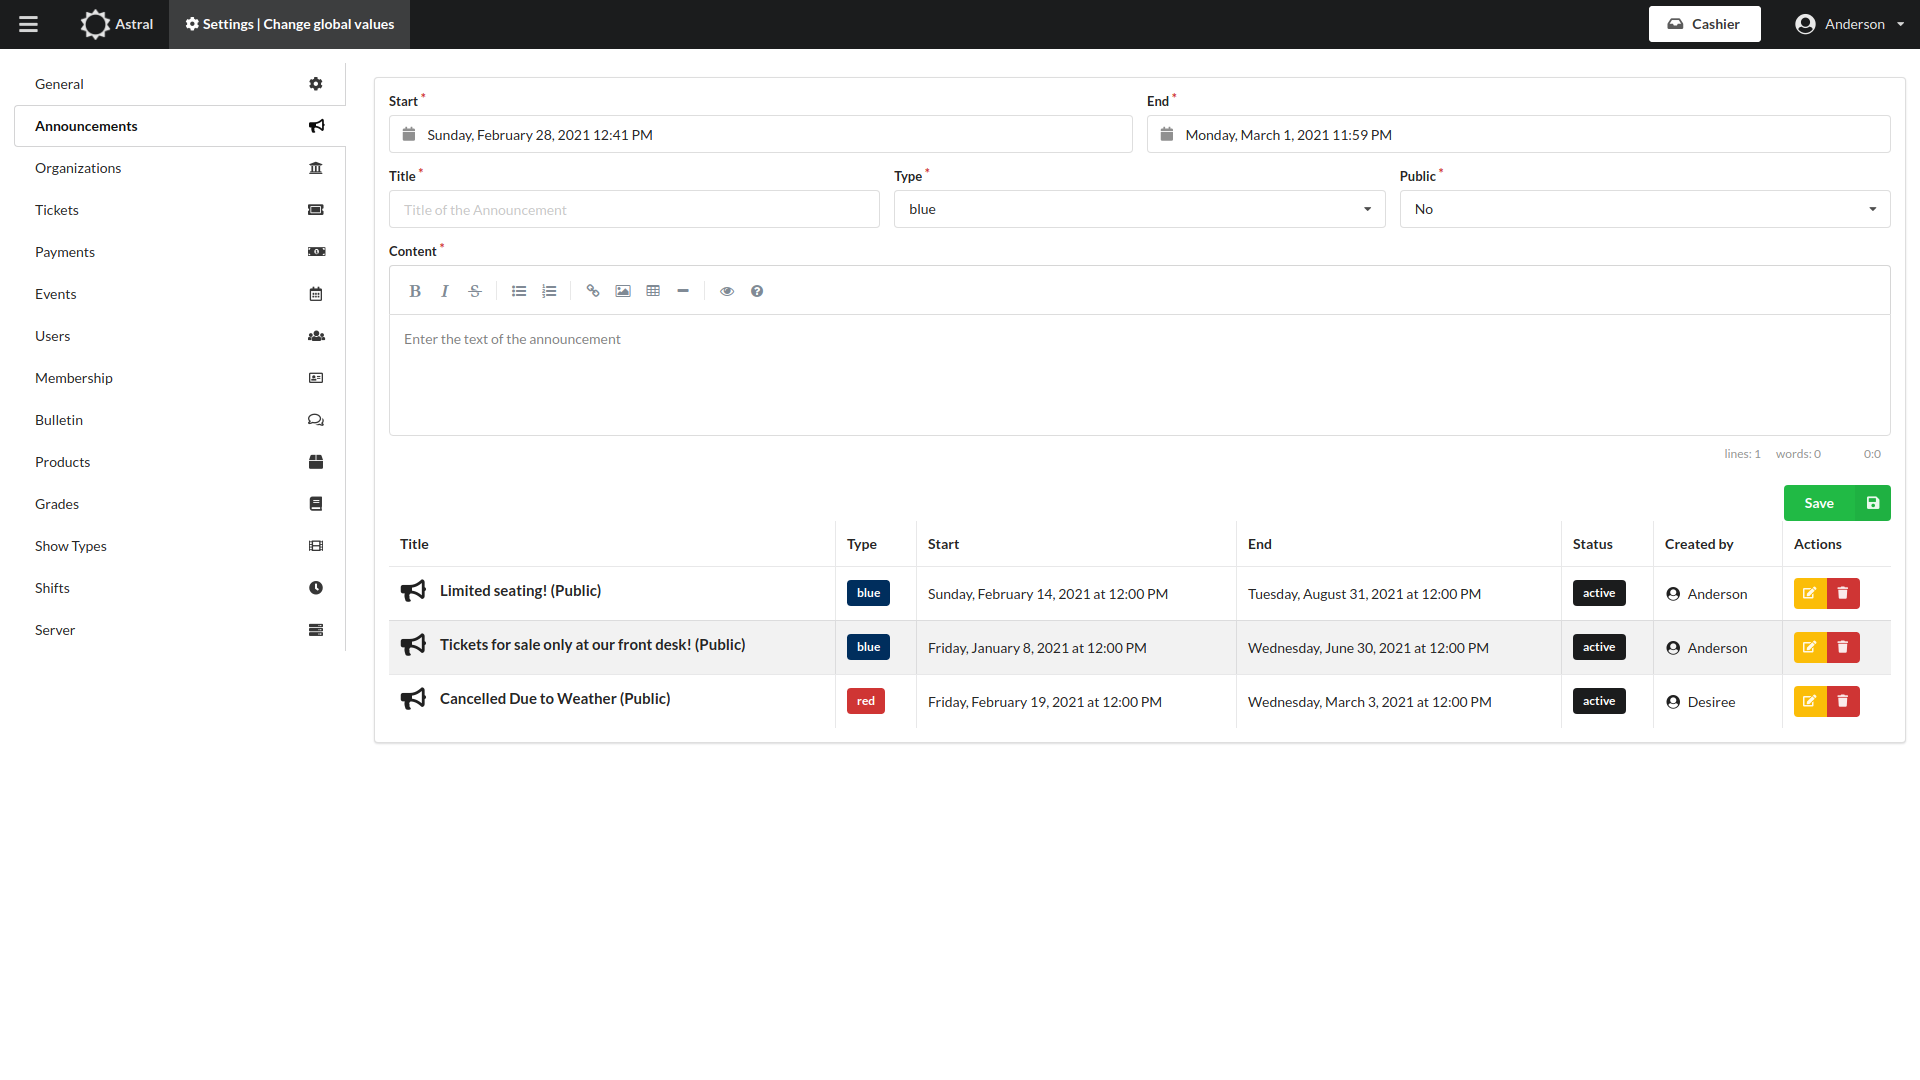 Astral
Settings | Change global values
Cashier
Anderson
General
Announcements
Organizations
Tickets
Payments
Events
Users
Membership
Bulletin
Products
Grades
Show Types
Shifts
Server
Start * End *
Sunday, February 28, 2021 12:41 PM Monday, March 1, 2021 11:59 PM
Title * Type * Public *
Title of the Announcement blue No
Content *
B I S
Enter the text of the announcement
lines: 1 words: 0 0:0
Save
Title Type Start End Status Created by Actions
Limited seating! (Public) blue Sunday, February 14, 2021 at 12:00 PM Tuesday, August 31, 2021 at 12:00 PM active Anderson
Tickets for sale only at our front desk! (Public) blue Friday, January 8, 2021 at 12:00 PM Wednesday, June 30, 2021 at 12:00 PM active Anderson
Cancelled Due to Weather (Public) red Friday, February 19, 2021 at 12:00 PM Wednesday, March 3, 2021 at 12:00 PM active Desiree